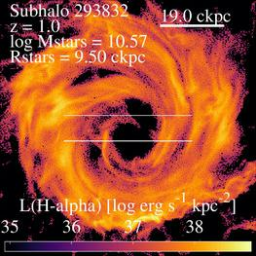 Subhalo 293832
z = 1.0
log Mstars = 10.57
Rstars = 9.50 ckpc
19.0 ckpc
L(H-alpha) [log erg s⁻¹ kpc⁻²]
35 36 37 38